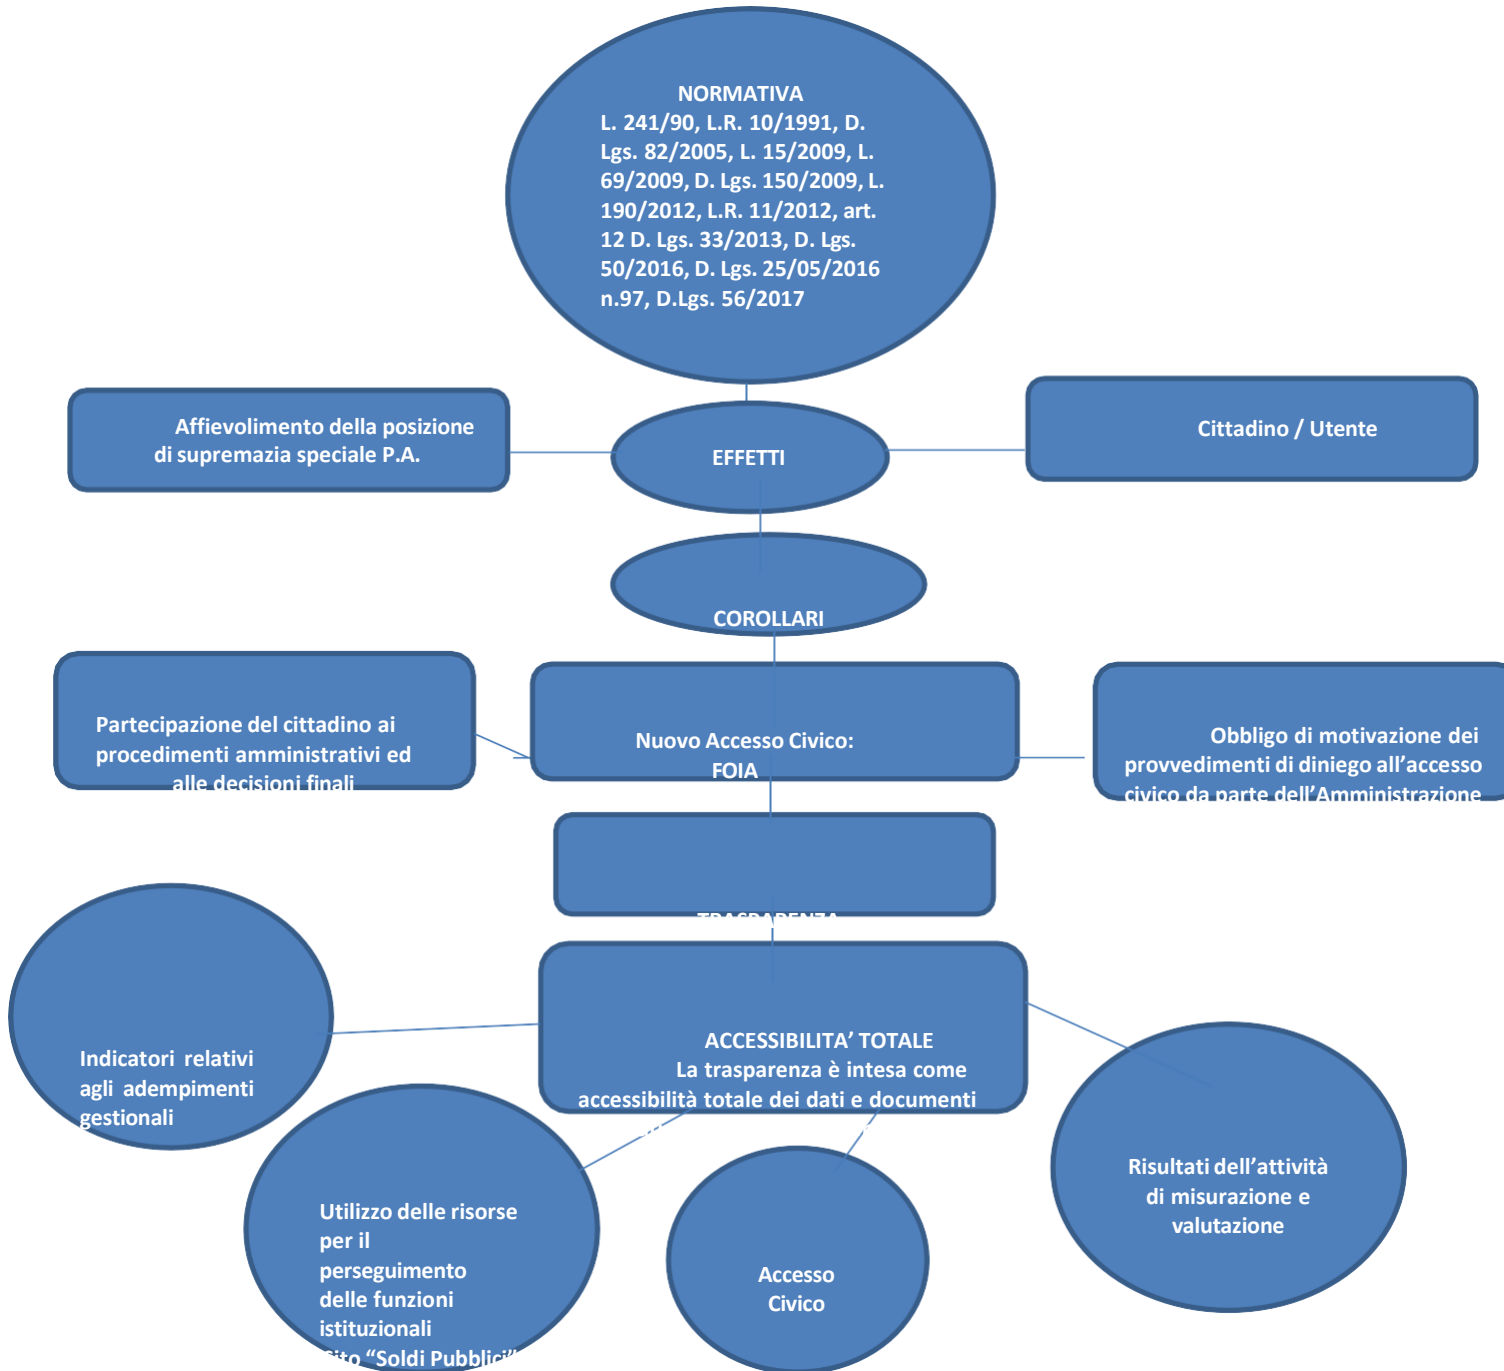 NORMATIVA
L. 241/90, L.R. 10/1991, D.
Lgs. 82/2005, L. 15/2009, L.
69/2009, D. Lgs. 150/2009, L.
190/2012, L.R. 11/2012, art.
12 D. Lgs. 33/2013, D. Lgs.
50/2016, D. Lgs. 25/05/2016
n.97, D.Lgs. 56/2017
Affievolimento della posizione
di supremazia speciale P.A.
EFFETTI
Cittadino / Utente
COROLLARI
Partecipazione del cittadino ai
procedimenti amministrativi ed
alle decisioni finali
Nuovo Accesso Civico:
FOIA
Obbligo di motivazione dei
provvedimenti di diniego all’accesso
civico da parte dell’Amministrazione
TRASPARENZA
ACCESSIBILITA’ TOTALE
La trasparenza è intesa come
accessibilità totale dei dati e documenti
Indicatori relativi
agli adempimenti
gestionali
Utilizzo delle risorse
per il
perseguimento
delle funzioni
istituzionali
Sito “Soldi Pubblici”
Accesso
Civico
Risultati dell’attività
di misurazione e
valutazione